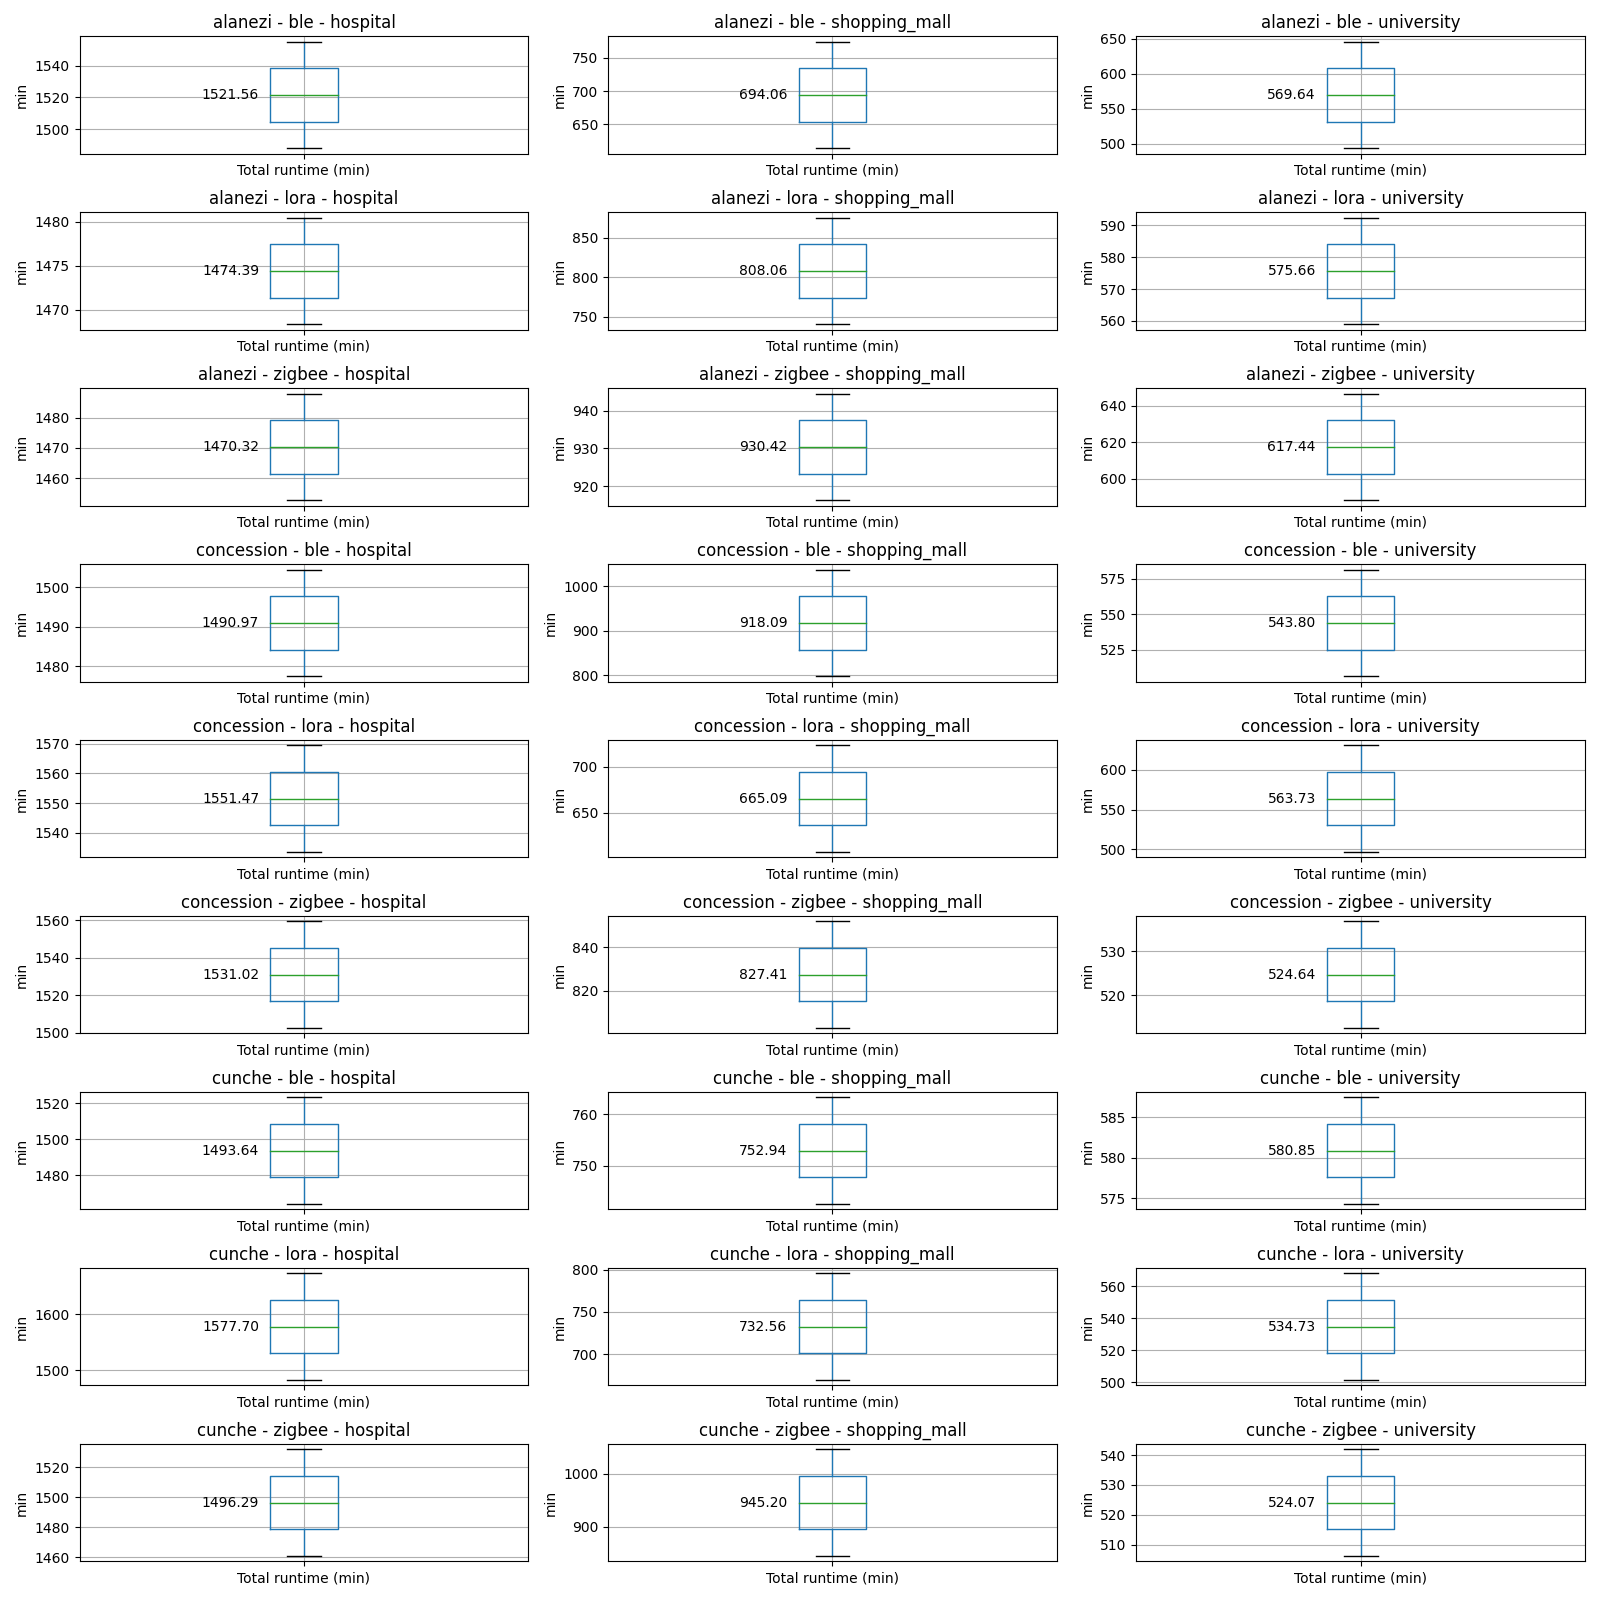 alanezi - ble - hospital
1540
1520
1500
min
1521.56
Total runtime (min)
alanezi - ble - shopping_mall
750
700
650
min
694.06
Total runtime (min)
alanezi - ble - university
650
600
550
500
min
569.64
Total runtime (min)
alanezi - lora - hospital
1480
1475
1470
min
1474.39
Total runtime (min)
alanezi - lora - shopping_mall
850
800
750
min
808.06
Total runtime (min)
alanezi - lora - university
590
580
570
560
min
575.66
Total runtime (min)
alanezi - zigbee - hospital
1480
1470
1460
min
1470.32
Total runtime (min)
alanezi - zigbee - shopping_mall
940
930
920
min
930.42
Total runtime (min)
alanezi - zigbee - university
640
620
600
min
617.44
Total runtime (min)
concession - ble - hospital
1500
1490
1480
min
1490.97
Total runtime (min)
concession - ble - shopping_mall
1000
900
800
min
918.09
Total runtime (min)
concession - ble - university
575
550
525
min
543.80
Total runtime (min)
concession - lora - hospital
1570
1560
1550
1540
min
1551.47
Total runtime (min)
concession - lora - shopping_mall
700
650
min
665.09
Total runtime (min)
concession - lora - university
600
550
500
min
563.73
Total runtime (min)
concession - zigbee - hospital
1560
1540
1520
1500
min
1531.02
Total runtime (min)
concession - zigbee - shopping_mall
840
820
min
827.41
Total runtime (min)
concession - zigbee - university
530
520
min
524.64
Total runtime (min)
cunche - ble - hospital
1520
1500
1480
min
1493.64
Total runtime (min)
cunche - ble - shopping_mall
760
750
min
752.94
Total runtime (min)
cunche - ble - university
585
580
575
min
580.85
Total runtime (min)
cunche - lora - hospital
1600
1500
min
1577.70
Total runtime (min)
cunche - lora - shopping_mall
800
750
700
min
732.56
Total runtime (min)
cunche - lora - university
560
540
520
500
min
534.73
Total runtime (min)
cunche - zigbee - hospital
1520
1500
1480
1460
min
1496.29
Total runtime (min)
cunche - zigbee - shopping_mall
1000
900
min
945.20
Total runtime (min)
cunche - zigbee - university
540
530
520
510
min
524.07
Total runtime (min)